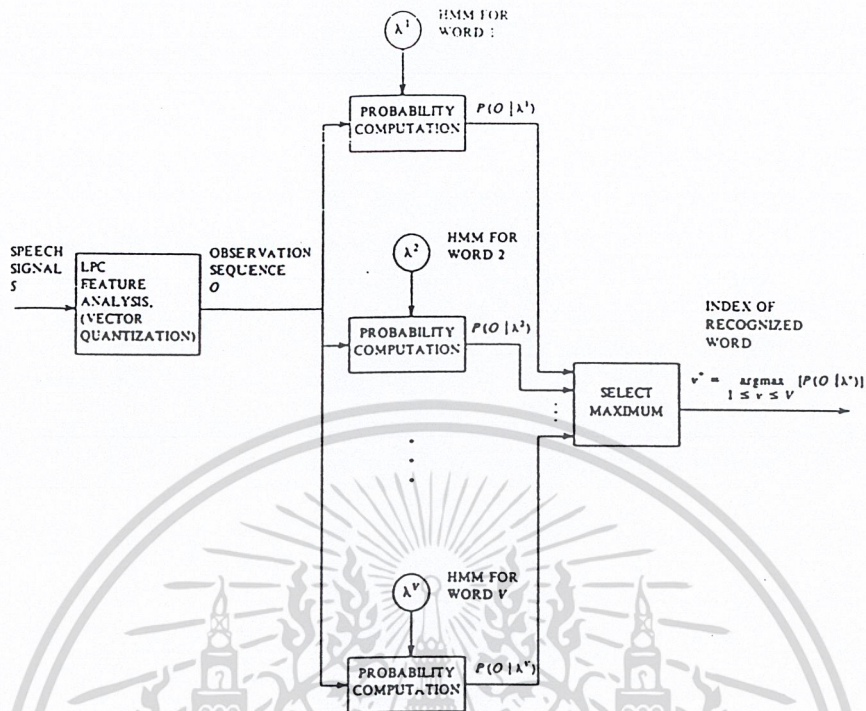 λ¹
HMM FOR
WORD 1
PROBABILITY
COMPUTATION
P(O | λ¹)
SPEECH
SIGNAL
S
LPC
FEATURE
ANALYSIS,
(VECTOR
QUANTIZATION)
OBSERVATION
SEQUENCE
O
λ²
HMM FOR
WORD 2
PROBABILITY
COMPUTATION
P(O | λ²)
SELECT
MAXIMUM
INDEX OF
RECOGNIZED
WORD
v* = argmax [P(O | λᵛ)]
1 ≤ v ≤ V
λⱽ
HMM FOR
WORD V
PROBABILITY
COMPUTATION
P(O | λⱽ)